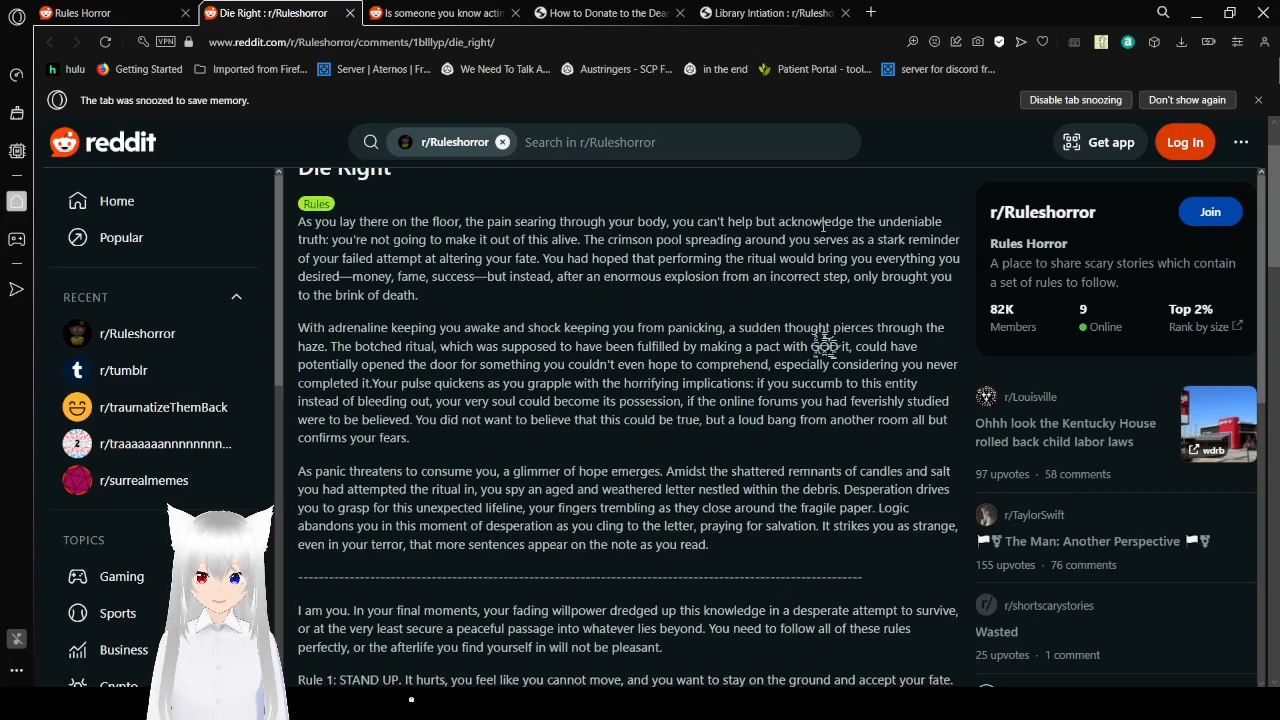 Rules Horror
Die Right : r/Ruleshorror
Is someone you know actin
How to Donate to the Dea
Library Intiation : r/Rulesho
VPN
www.reddit.com/r/Ruleshorror/comments/1blllyp/die_right/
hulu
Getting Started
Imported from Firef...
Server | Aternos | Fr...
We Need To Talk A...
Austringers - SCP F...
in the end
Patient Portal - tool...
server for discord fr...
The tab was snoozed to save memory.
Disable tab snoozing
Don't show again
reddit
r/Ruleshorror
Search in r/Ruleshorror
Get app
Log In
Home
Popular
RECENT
r/Ruleshorror
r/tumblr
r/traumatizeThemBack
r/traaaaaaannnnnnnn...
r/surrealmemes
TOPICS
Gaming
Sports
Business
Crypto
Die Right
Rules
As you lay there on the floor, the pain searing through your body, you can't help but acknowledge the undeniable
truth: you're not going to make it out of this alive. The crimson pool spreading around you serves as a stark reminder
of your failed attempt at altering your fate. You had hoped that performing the ritual would bring you everything you
desired—money, fame, success—but instead, after an enormous explosion from an incorrect step, only brought you
to the brink of death.
With adrenaline keeping you awake and shock keeping you from panicking, a sudden thought pierces through the
haze. The botched ritual, which was supposed to have been fulfilled by making a pact with GOD it, could have
potentially opened the door for something you couldn't even hope to comprehend, especially considering you never
completed it.Your pulse quickens as you grapple with the horrifying implications: if you succumb to this entity
instead of bleeding out, your very soul could become its possession, if the online forums you had feverishly studied
were to be believed. You did not want to believe that this could be true, but a loud bang from another room all but
confirms your fears.
As panic threatens to consume you, a glimmer of hope emerges. Amidst the shattered remnants of candles and salt
you had attempted the ritual in, you spy an aged and weathered letter nestled within the debris. Desperation drives
you to grasp for this unexpected lifeline, your fingers trembling as they close around the fragile paper. Logic
abandons you in this moment of desperation as you cling to the letter, praying for salvation. It strikes you as strange,
even in your terror, that more sentences appear on the note as you read.
------------------------------------------------------------------------------------------------------------
I am you. In your final moments, your fading willpower dredged up this knowledge in a desperate attempt to survive,
or at the very least secure a peaceful passage into whatever lies beyond. You need to follow all of these rules
perfectly, or the afterlife you find yourself in will not be pleasant.
Rule 1: STAND UP. It hurts, you feel like you cannot move, and you want to stay on the ground and accept your fate.
r/Ruleshorror
Join
Rules Horror
A place to share scary stories which contain
a set of rules to follow.
82K
9
Top 2%
Members
Online
Rank by size
r/Louisville
Ohhh look the Kentucky House
rolled back child labor laws
wdrb
97 upvotes · 58 comments
r/TaylorSwift
The Man: Another Perspective
155 upvotes · 76 comments
r/shortscarystories
Wasted
25 upvotes · 1 comment